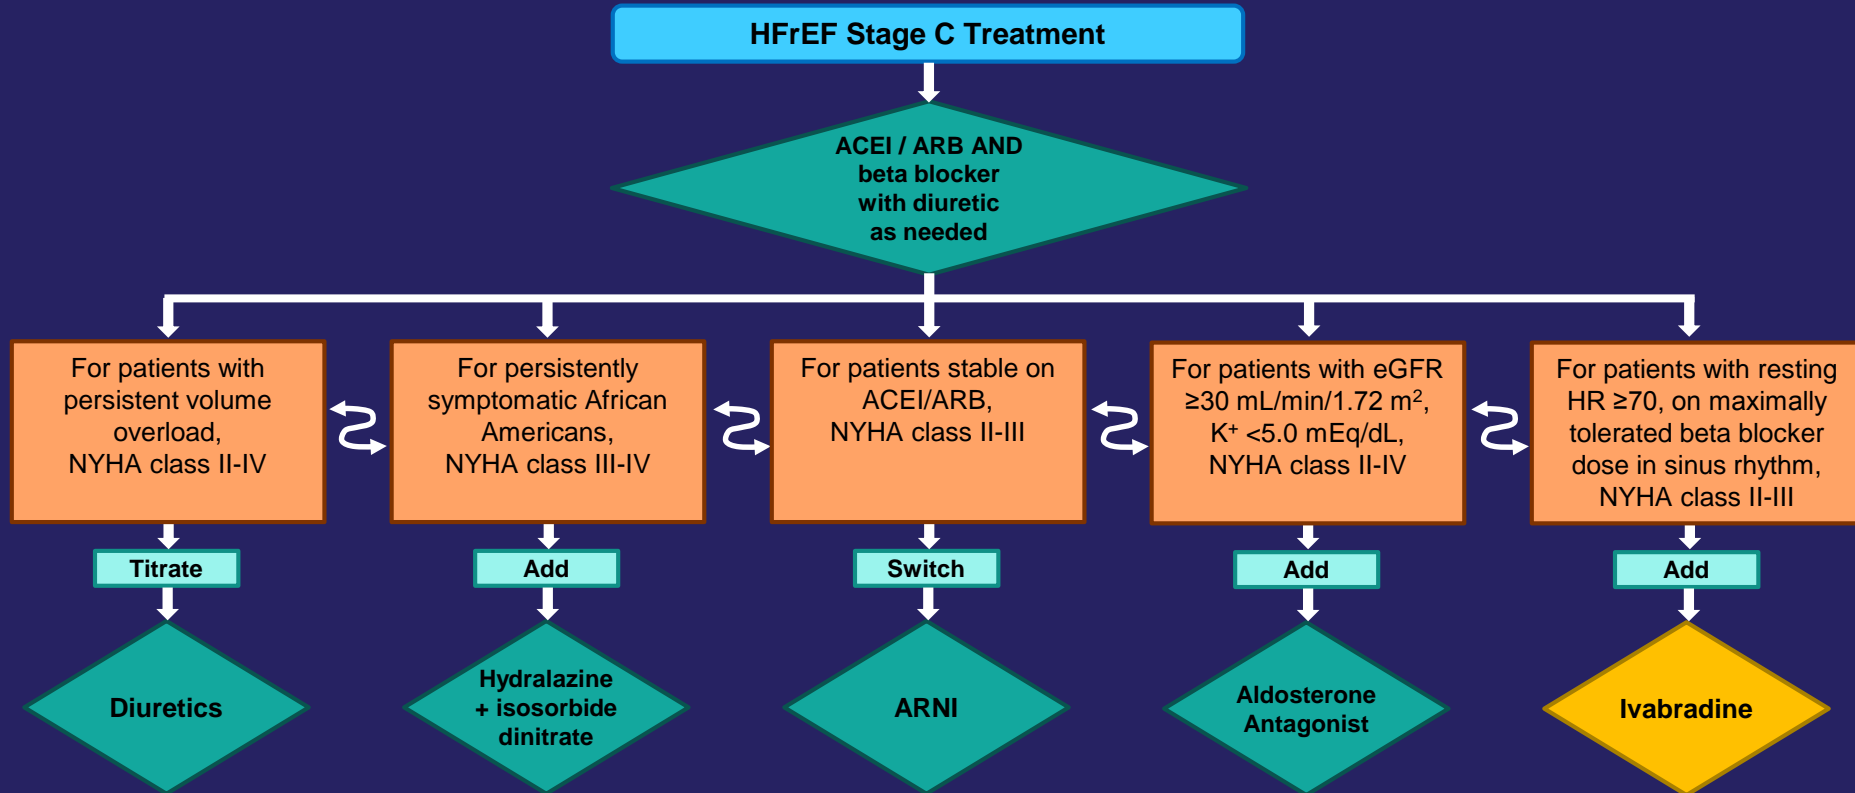 HFrEF Stage C Treatment
ACEI / ARB AND
beta blocker
with diuretic
as needed
For patients with
persistent volume
overload,
NYHA class II-IV
For persistently
symptomatic African
Americans,
NYHA class III-IV
For patients stable on
ACEI/ARB,
NYHA class II-III
For patients with eGFR
≥30 mL/min/1.72 m²,
K⁺ <5.0 mEq/dL,
NYHA class II-IV
For patients with resting
HR ≥70, on maximally
tolerated beta blocker
dose in sinus rhythm,
NYHA class II-III
Titrate
Add
Switch
Add
Add
Diuretics
Hydralazine
+ isosorbide
dinitrate
ARNI
Aldosterone
Antagonist
Ivabradine